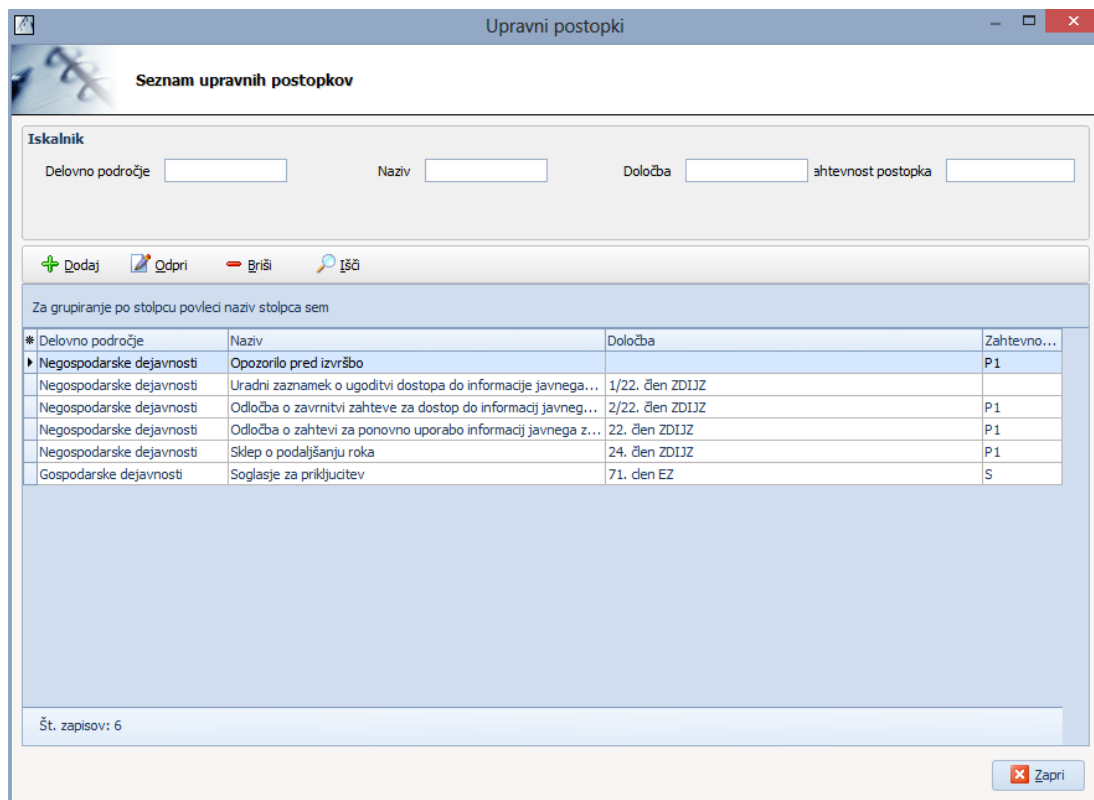 Upravni postopki
Seznam upravnih postopkov
Iskalnik
Delovno področje Naziv Določba ahtevnost postopka
Dodaj Odpri Briši Išči
Za grupiranje po stolpcu povleci naziv stolpca sem
Delovno področje Naziv Določba Zahtevno...
Negospodarske dejavnosti Opozorilo pred izvršbo P1
Negospodarske dejavnosti Uradni zaznamek o ugoditvi dostopa do informacije javnega... 1/22. člen ZDIJZ
Negospodarske dejavnosti Odločba o zavrnitvi zahteve za dostop do informacij javneg... 2/22. člen ZDIJZ P1
Negospodarske dejavnosti Odločba o zahtevi za ponovno uporabo informacij javnega z... 22. člen ZDIJZ P1
Negospodarske dejavnosti Sklep o podaljšanju roka 24. člen ZDIJZ P1
Gospodarske dejavnosti Soglasje za prikljucitev 71. clen EZ S
Št. zapisov: 6
Zapri